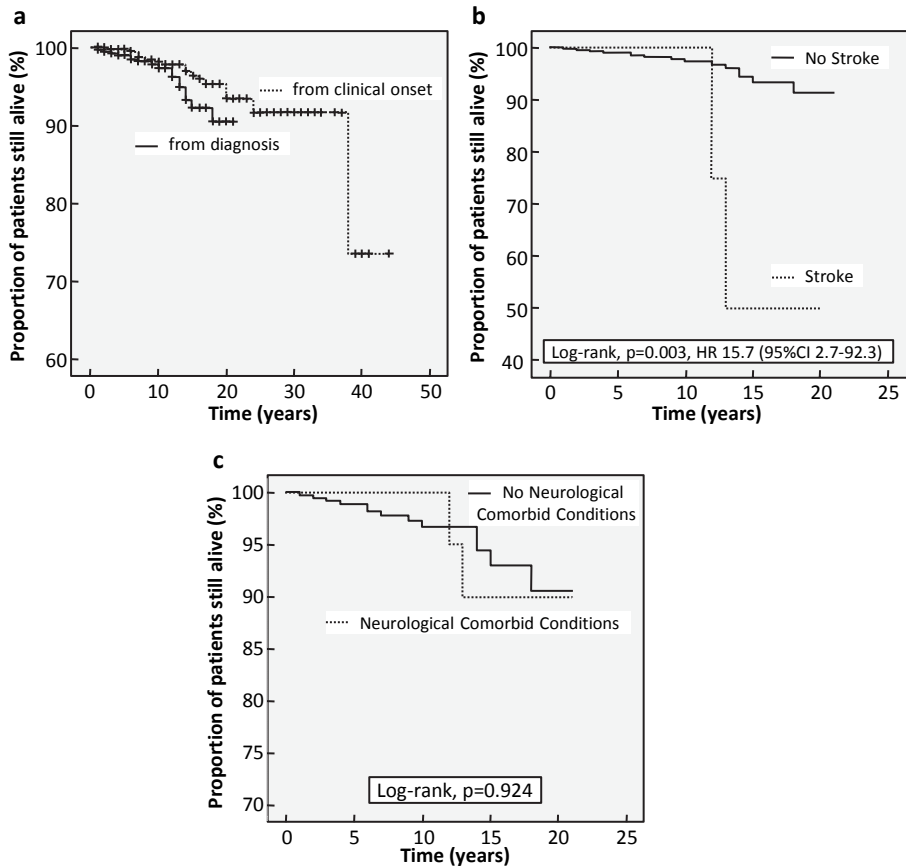 a
Proportion of patients still alive (%)
100
90
80
70
60
from clinical onset
from diagnosis
0 10 20 30 40 50
Time (years)
b
Proportion of patients still alive (%)
100
90
80
70
60
50
40
No Stroke
Stroke
Log-rank, p=0.003, HR 15.7 (95%CI 2.7-92.3)
0 5 10 15 20 25
Time (years)
c
Proportion of patients still alive (%)
100
95
90
85
80
75
70
No Neurological
Comorbid Conditions
Neurological Comorbid Conditions
Log-rank, p=0.924
0 5 10 15 20 25
Time (years)